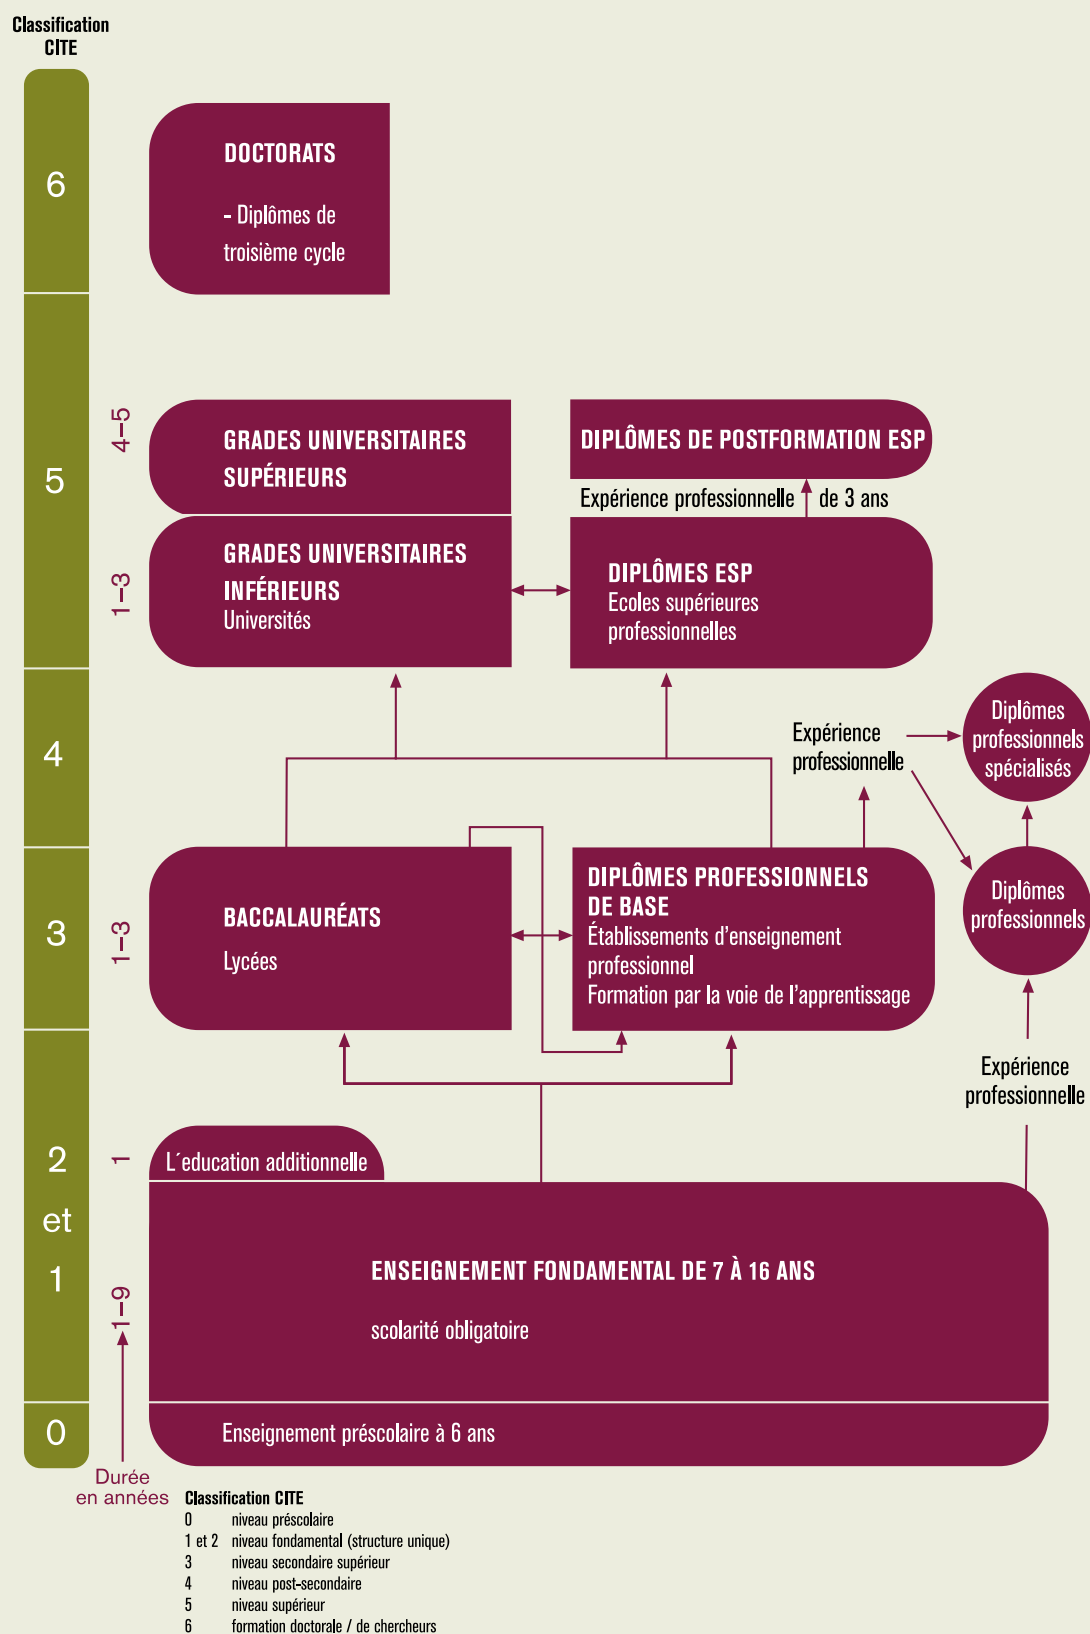 Classification
CITE
6
DOCTORATS
- Diplômes de
troisième cycle
5
4–5
GRADES UNIVERSITAIRES
SUPÉRIEURS
DIPLÔMES DE POSTFORMATION ESP
Expérience professionnelle de 3 ans
1–3
GRADES UNIVERSITAIRES
INFÉRIEURS
Universités
DIPLÔMES ESP
Ecoles supérieures
professionnelles
4
Expérience
professionnelle
Diplômes
professionnels
spécialisés
3
1–3
BACCALAURÉATS
Lycées
DIPLÔMES PROFESSIONNELS
DE BASE
Établissements d'enseignement
professionnel
Formation par la voie de l'apprentissage
Diplômes
professionnels
Expérience
professionnelle
2
et
1
1
L´education additionnelle
1–9
ENSEIGNEMENT FONDAMENTAL DE 7 À 16 ANS
scolarité obligatoire
0
Enseignement préscolaire à 6 ans
Durée
en années
Classification CITE
0 niveau préscolaire
1 et 2 niveau fondamental (structure unique)
3 niveau secondaire supérieur
4 niveau post-secondaire
5 niveau supérieur
6 formation doctorale / de chercheurs